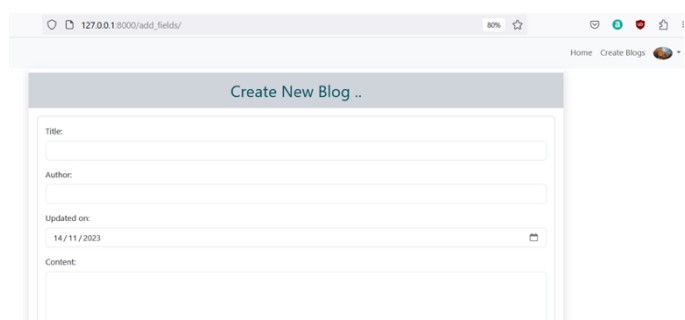 127.0.0.1:8000/add_fields/ 80%
Home Create Blogs
Create New Blog ..
Title:
Author:
Updated on:
14/11/2023
Content: